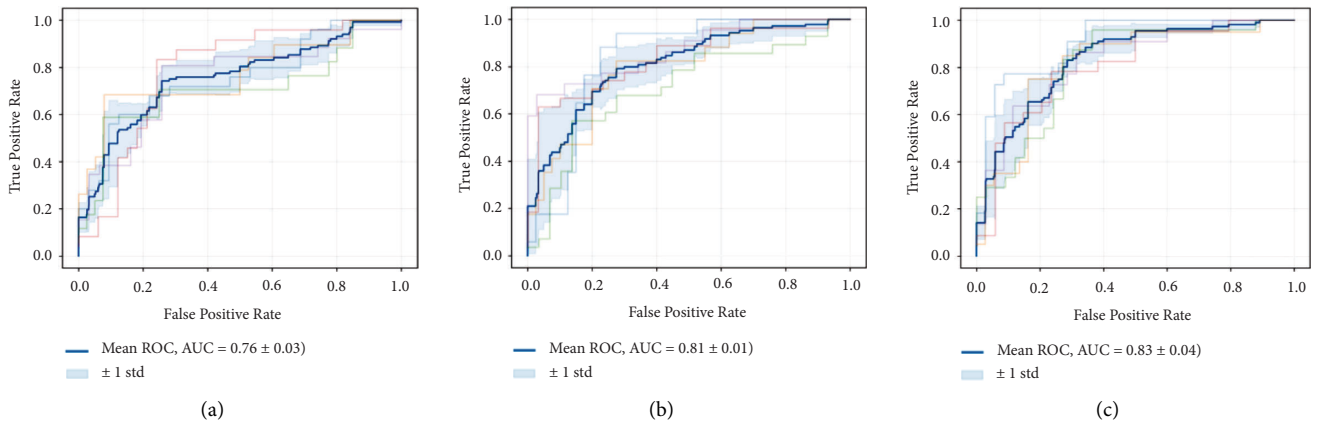 1.0
0.8
0.6
0.4
0.2
0.0
True Positive Rate
0.0 0.2 0.4 0.6 0.8 1.0
False Positive Rate
Mean ROC, AUC = 0.76 ± 0.03)
± 1 std
(a)
1.0
0.8
0.6
0.4
0.2
0.0
True Positive Rate
0.0 0.2 0.4 0.6 0.8 1.0
False Positive Rate
Mean ROC, AUC = 0.81 ± 0.01)
± 1 std
(b)
1.0
0.8
0.6
0.4
0.2
0.0
True Positive Rate
0.0 0.2 0.4 0.6 0.8 1.0
False Positive Rate
Mean ROC, AUC = 0.83 ± 0.04)
± 1 std
(c)